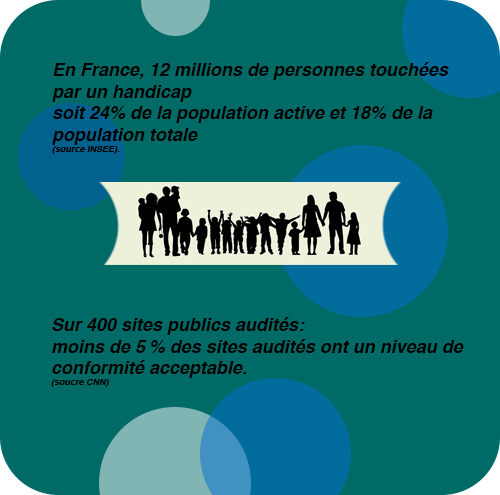 En France, 12 millions de personnes touchées
par un handicap
soit 24% de la population active et 18% de la
population totale
(source INSEE).
Sur 400 sites publics audités:
moins de 5 % des sites audités ont un niveau de
conformité acceptable.
(soucre CNN)